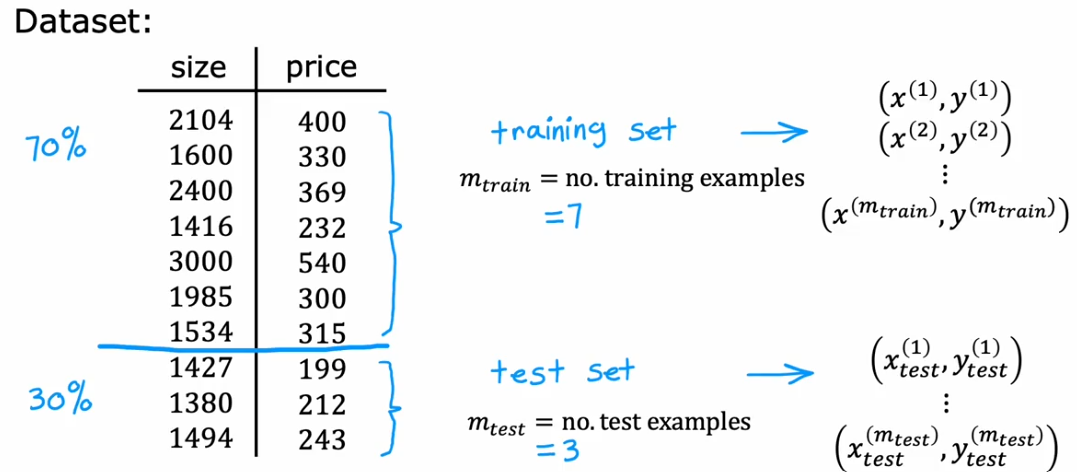 Dataset:
size price
70%
2104 400
1600 330
2400 369
1416 232
3000 540
1985 300
1534 315
training set → (x⁽¹⁾, y⁽¹⁾)
(x⁽²⁾, y⁽²⁾)
⋮
m_train = no. training examples
=7
(x^(m_train), y^(m_train))
30%
1427 199
1380 212
1494 243
test set → (x_test^(1), y_test^(1))
⋮
m_test = no. test examples
=3
(x_test^(m_test), y_test^(m_test))